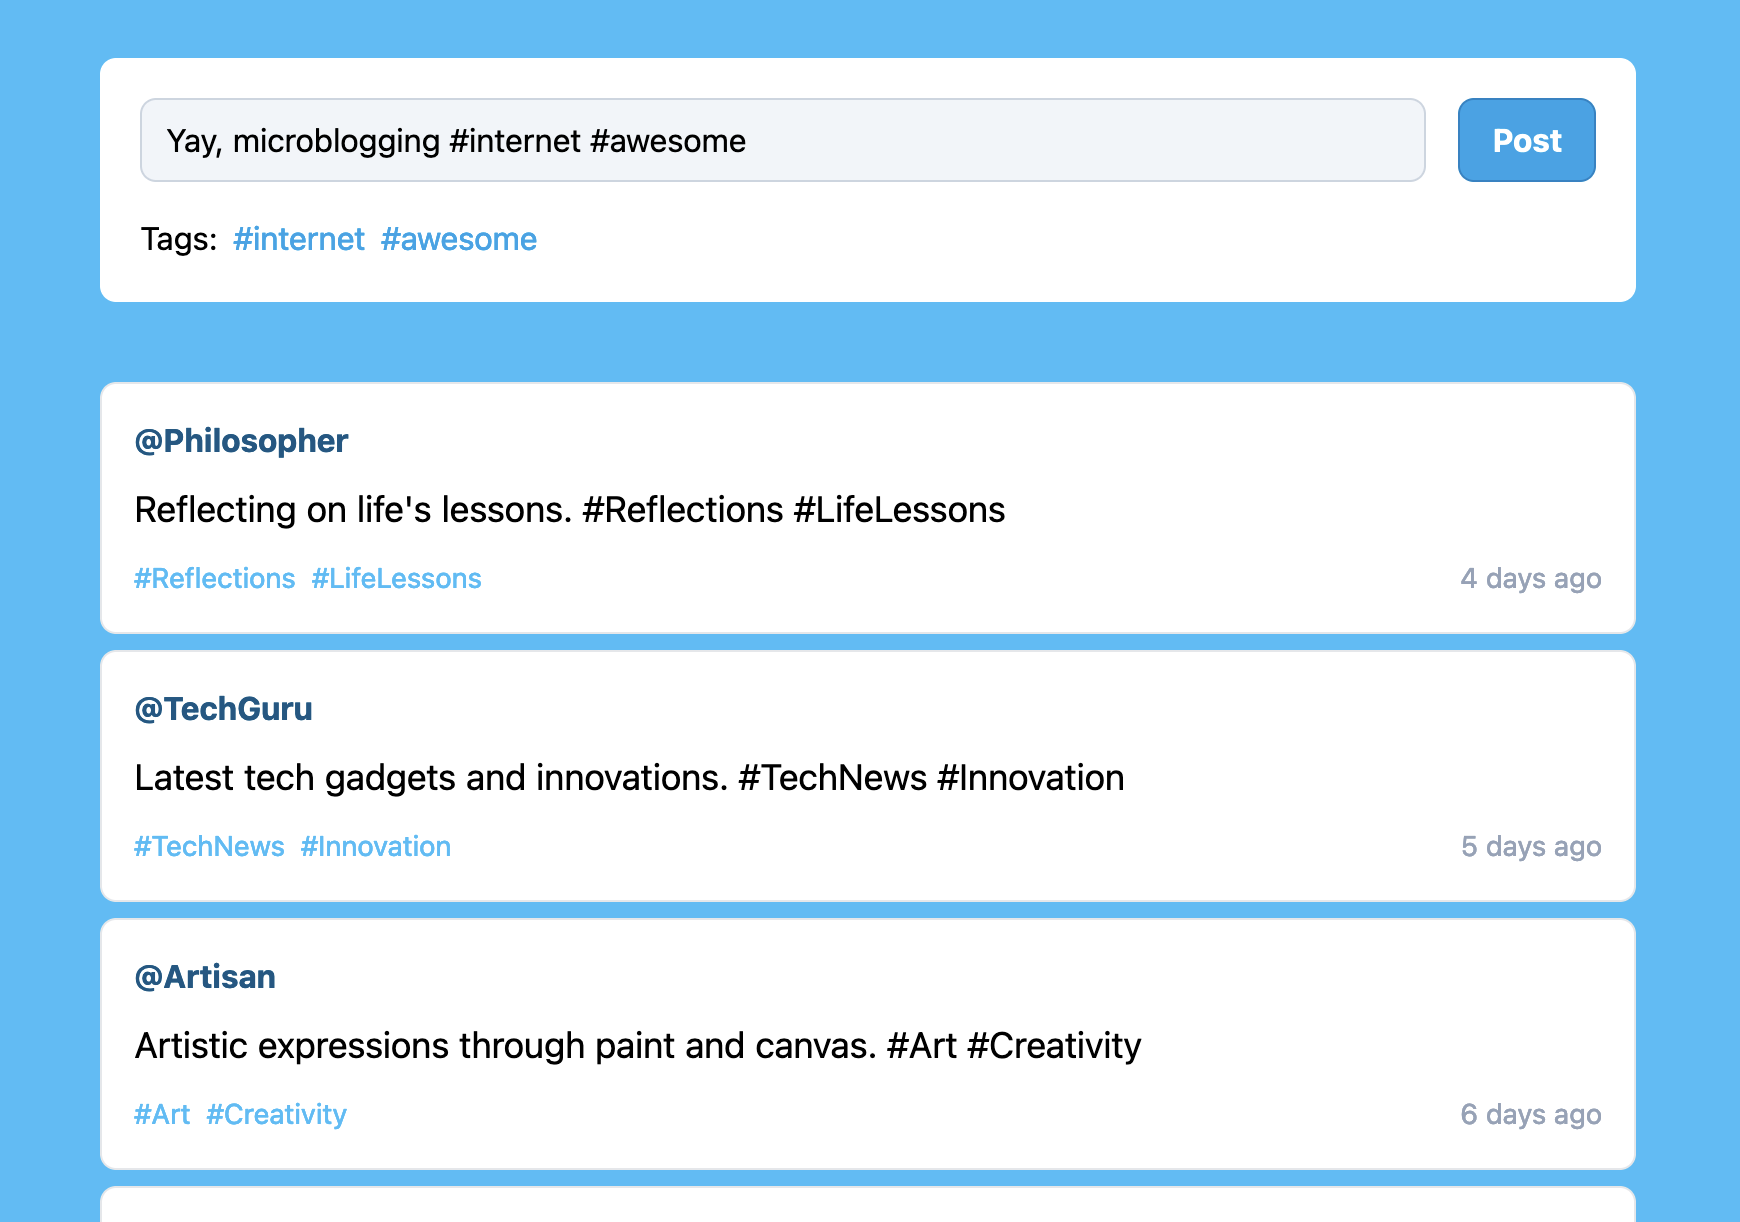 Yay, microblogging #internet #awesome
Post
Tags: #internet #awesome
@Philosopher
Reflecting on life's lessons. #Reflections #LifeLessons
#Reflections #LifeLessons
4 days ago
@TechGuru
Latest tech gadgets and innovations. #TechNews #Innovation
#TechNews #Innovation
5 days ago
@Artisan
Artistic expressions through paint and canvas. #Art #Creativity
#Art #Creativity
6 days ago